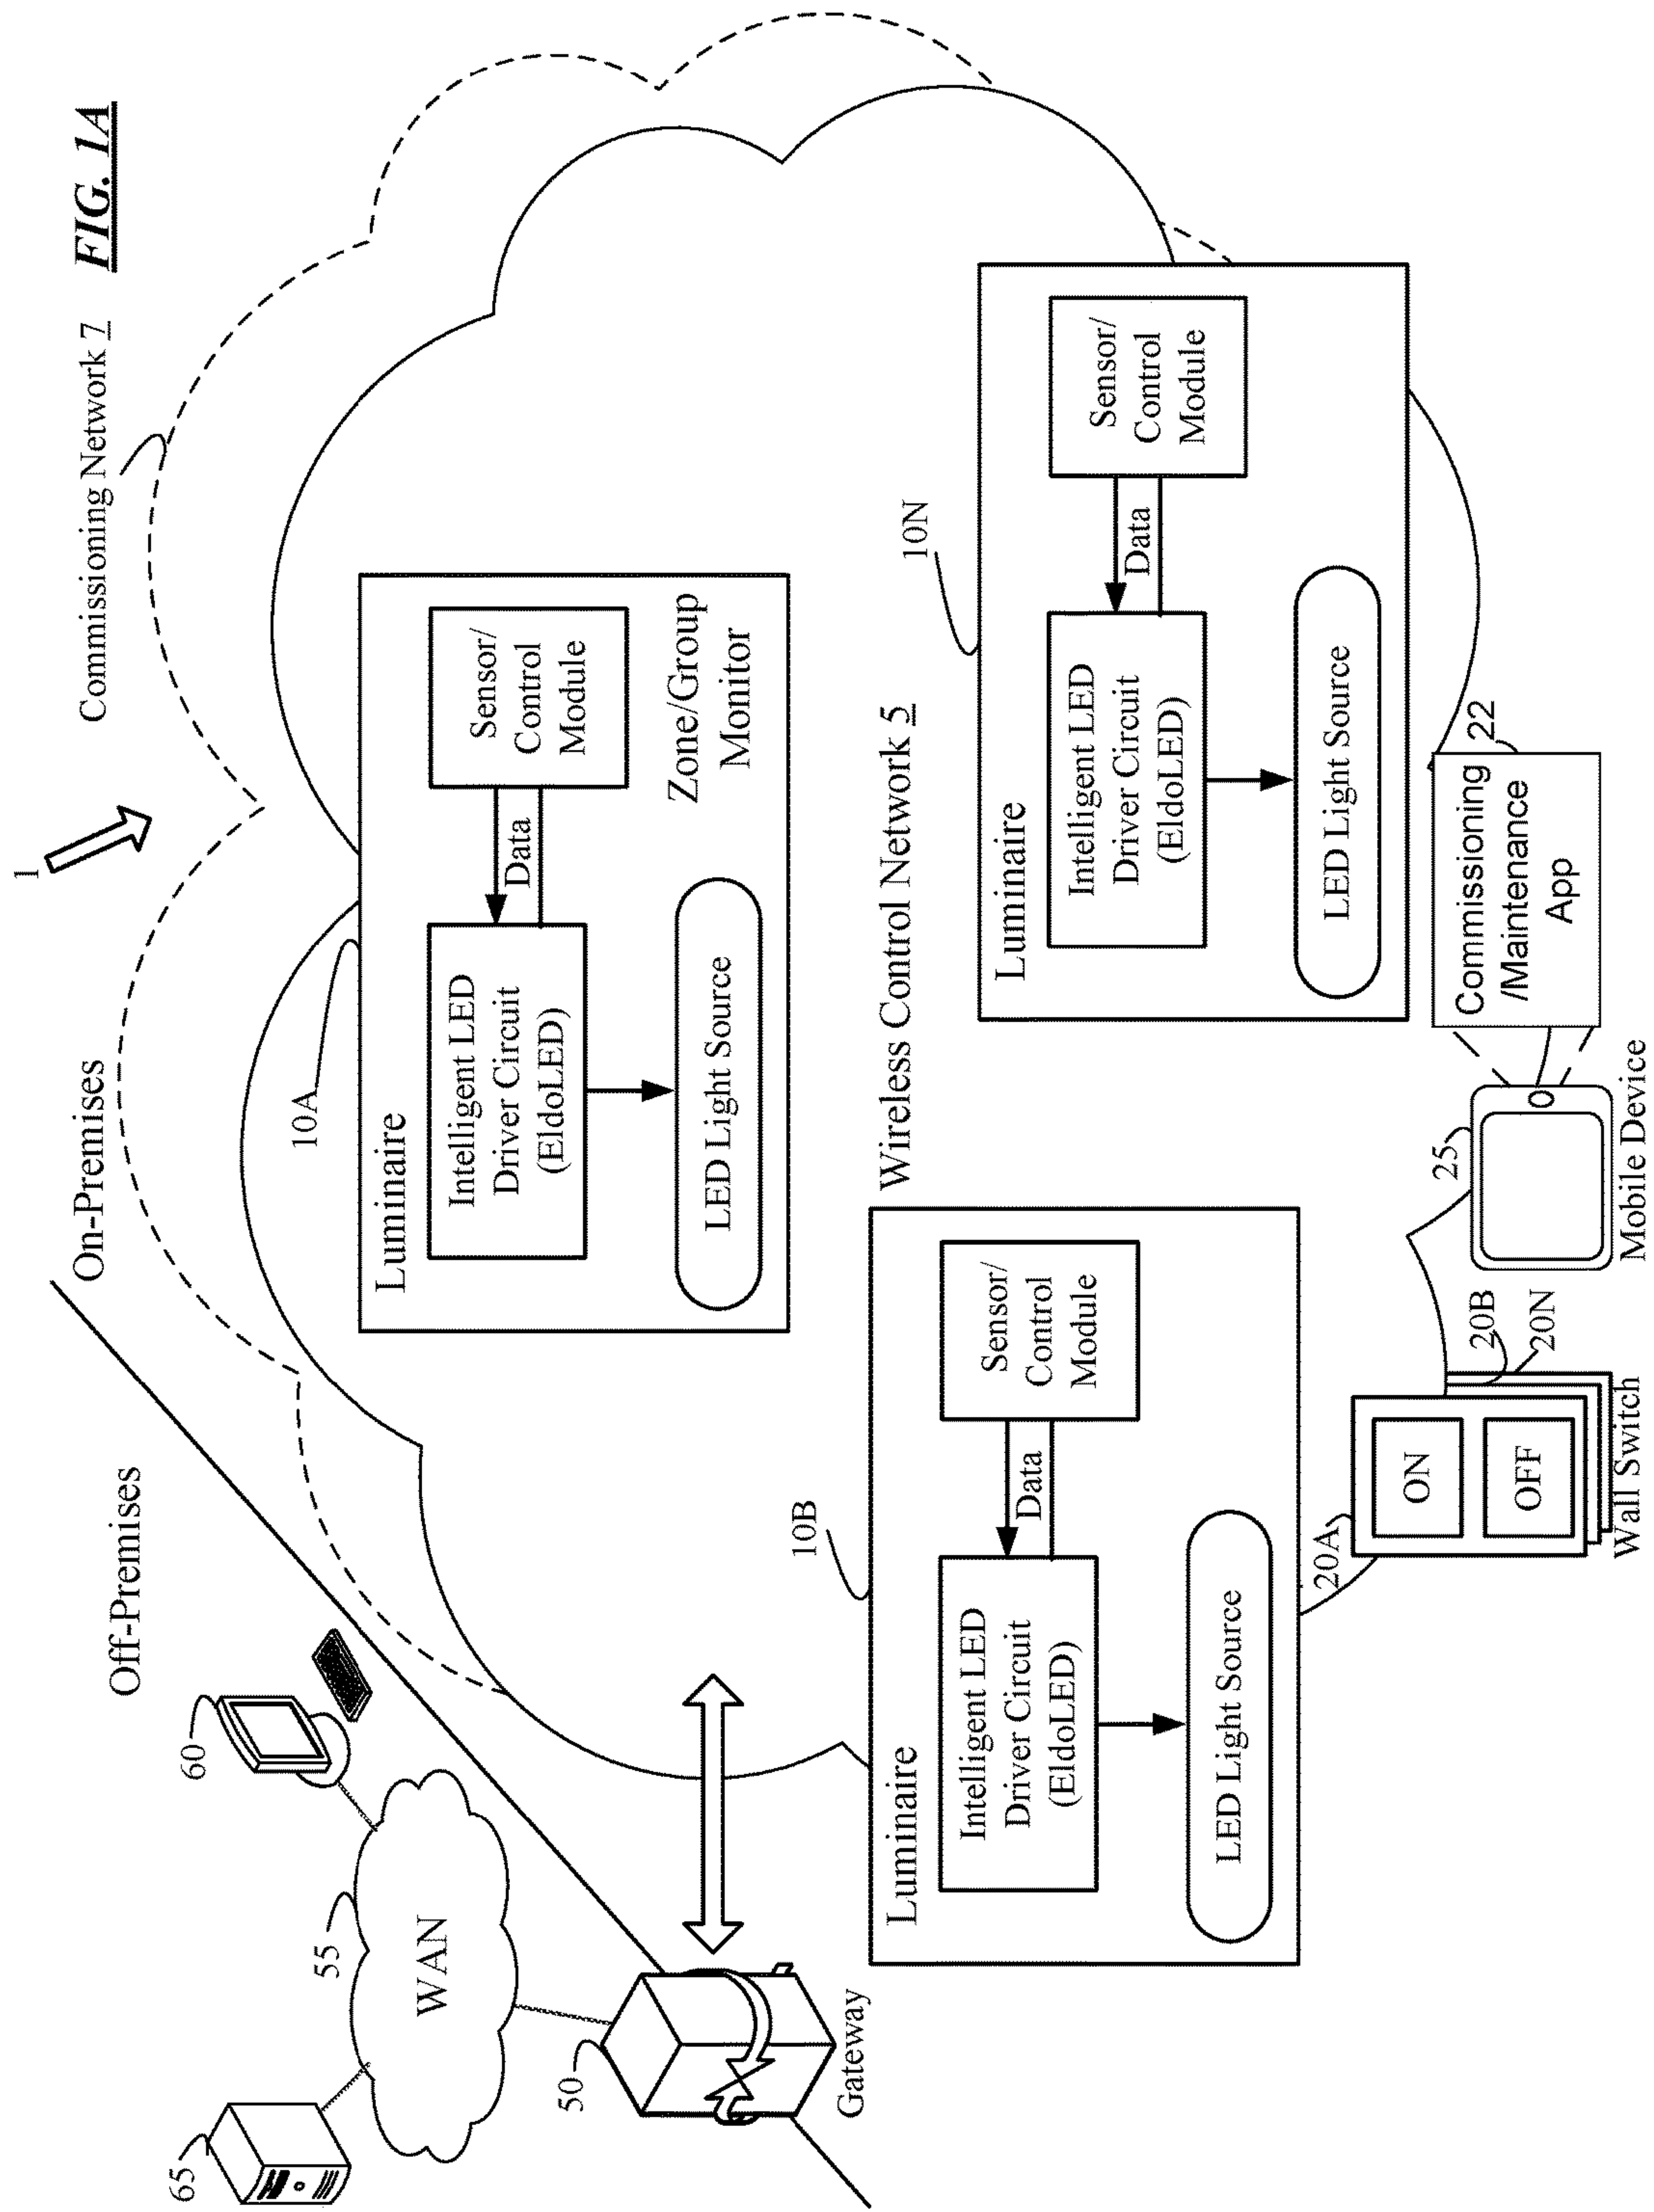 FIG. 1A
1
Commissioning Network 7
On-Premises
Off-Premises
60
65
55
WAN
50
Gateway
10A
Luminaire
Intelligent LED
Driver Circuit
(EldoLED)
Data
Sensor/
Control
Module
LED Light Source
Zone/Group
Monitor
Wireless Control Network 5
10B
Luminaire
Intelligent LED
Driver Circuit
(EldoLED)
Data
Sensor/
Control
Module
LED Light Source
10N
Luminaire
Intelligent LED
Driver Circuit
(EldoLED)
Data
Sensor/
Control
Module
LED Light Source
20A
ON
OFF
20B
20N
Wall Switch
25
Mobile Device
22
Commissioning
/Maintenance
App